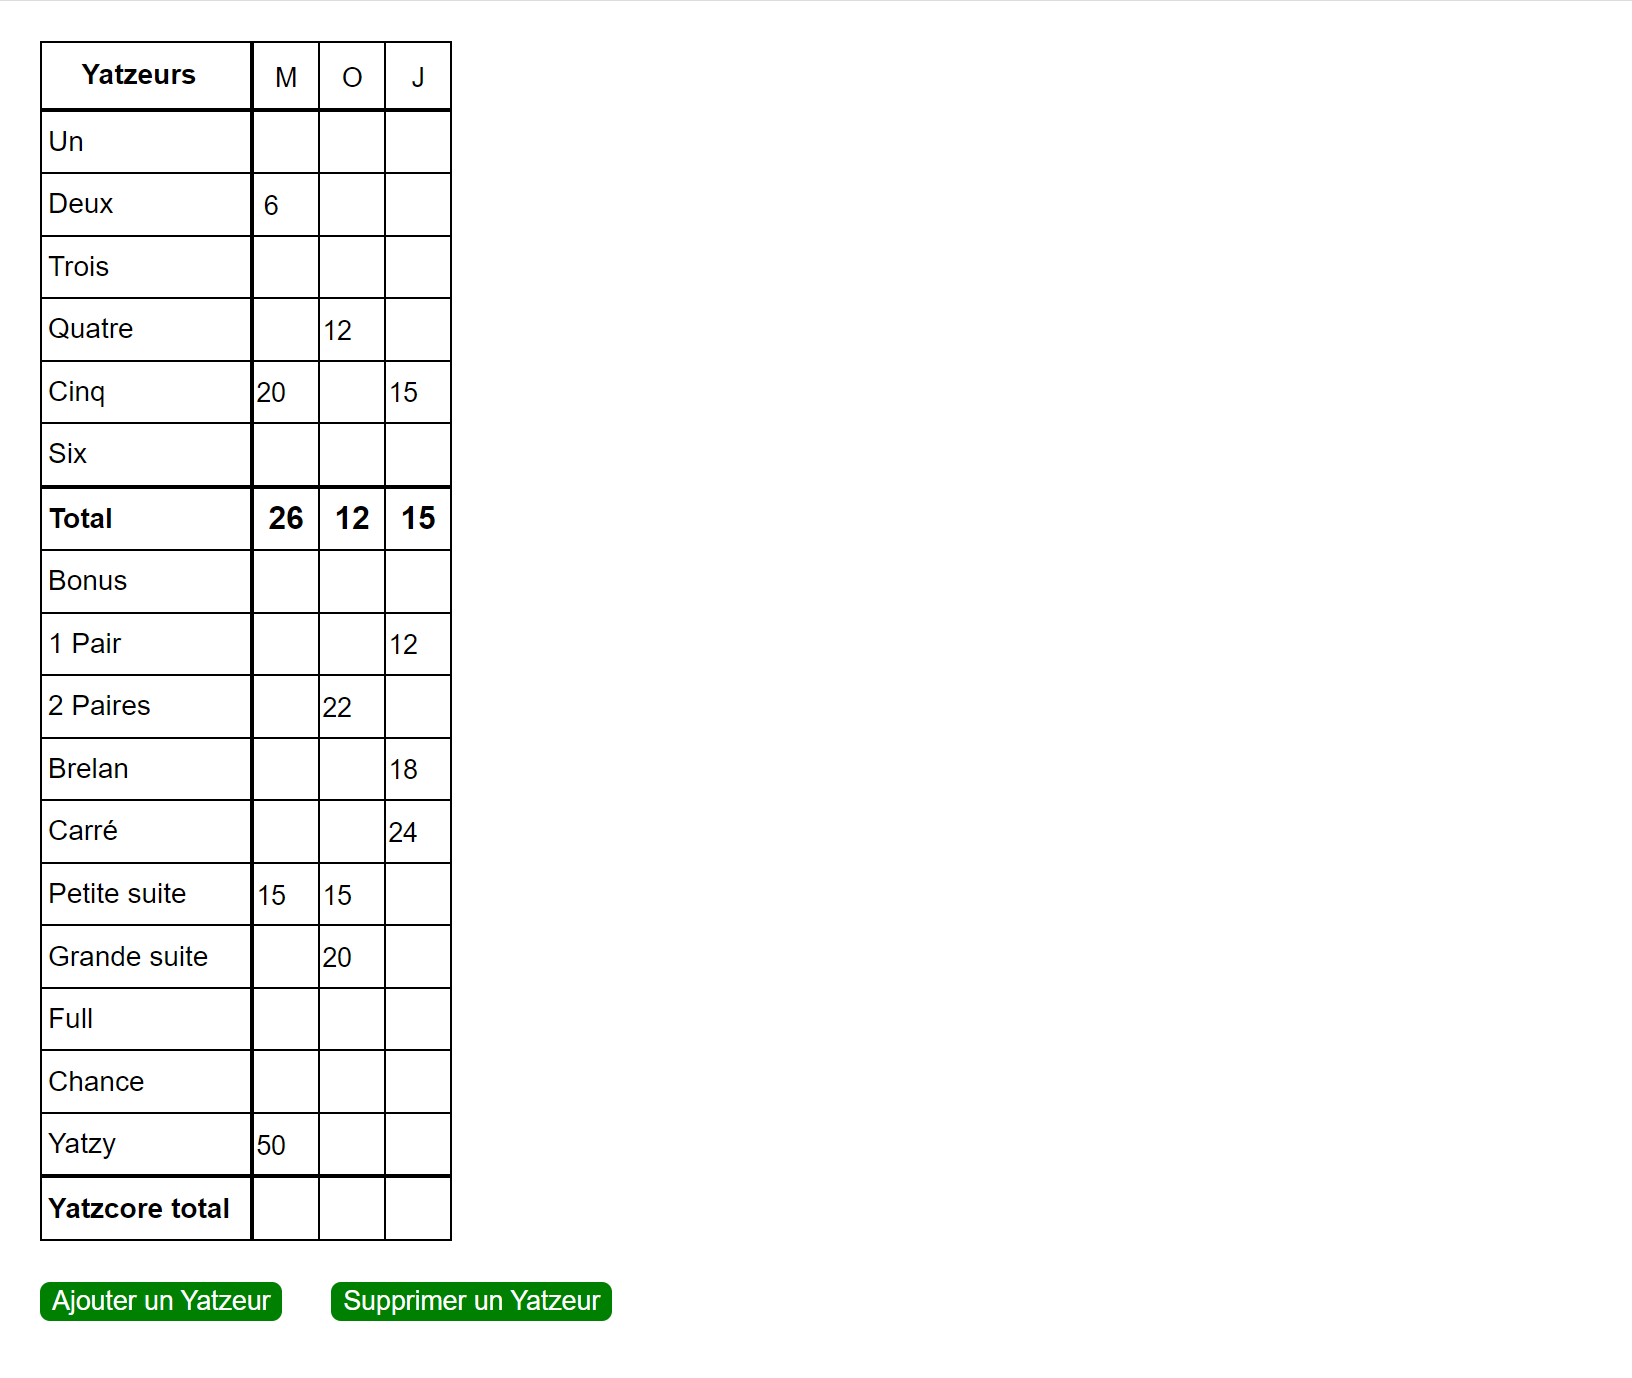 Yatzeurs M O J
Un
Deux 6
Trois
Quatre 12
Cinq 20 15
Six
Total 26 12 15
Bonus
1 Pair 12
2 Paires 22
Brelan 18
Carré 24
Petite suite 15 15
Grande suite 20
Full
Chance
Yatzy 50
Yatzcore total
Ajouter un Yatzeur Supprimer un Yatzeur